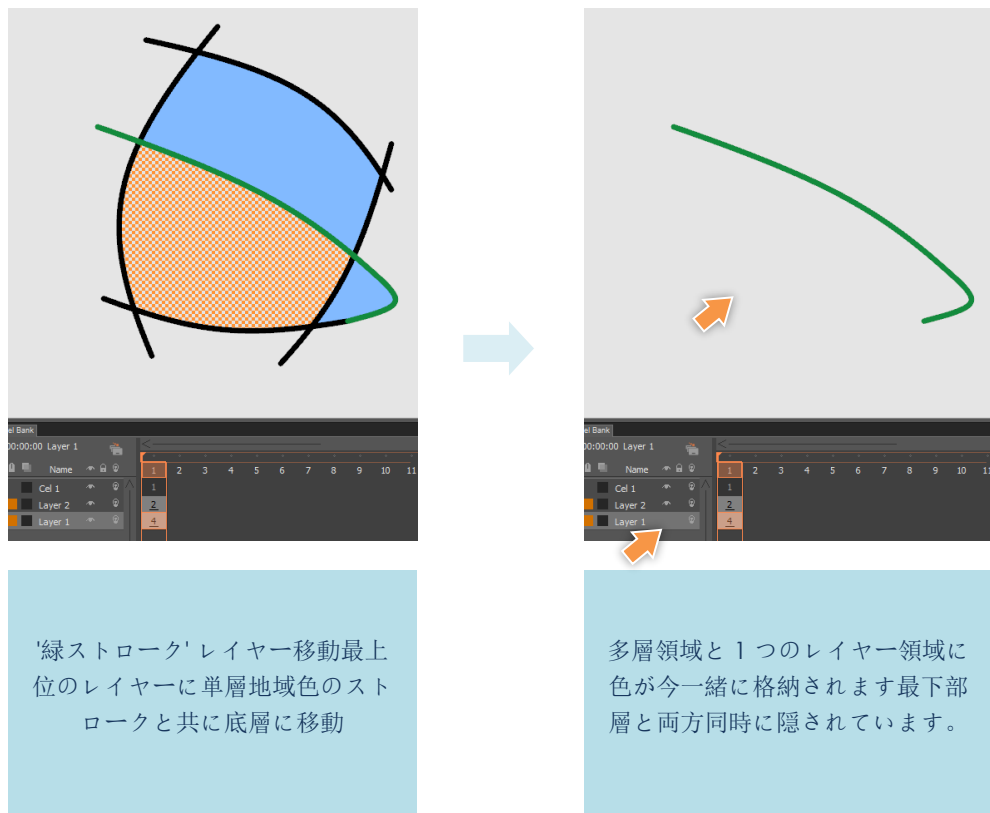 el Bank
00:00:00 Layer 1
Name 1 2 3 4 5 6 7 8 9 10 11
Cel 1 1
Layer 2 2
Layer 1 4
el Bank
00:00:00 Layer 1
Name 1 2 3 4 5 6 7 8 9 10 1
Cel 1 1
Layer 2 2
Layer 1 4
'緑ストローク' レイヤー移動最上
位のレイヤーに単層地域色のスト
ロークと共に底層に移動
多層領域と 1 つのレイヤー領域に
色が今一緒に格納されます最下部
層と両方同時に隠されています。